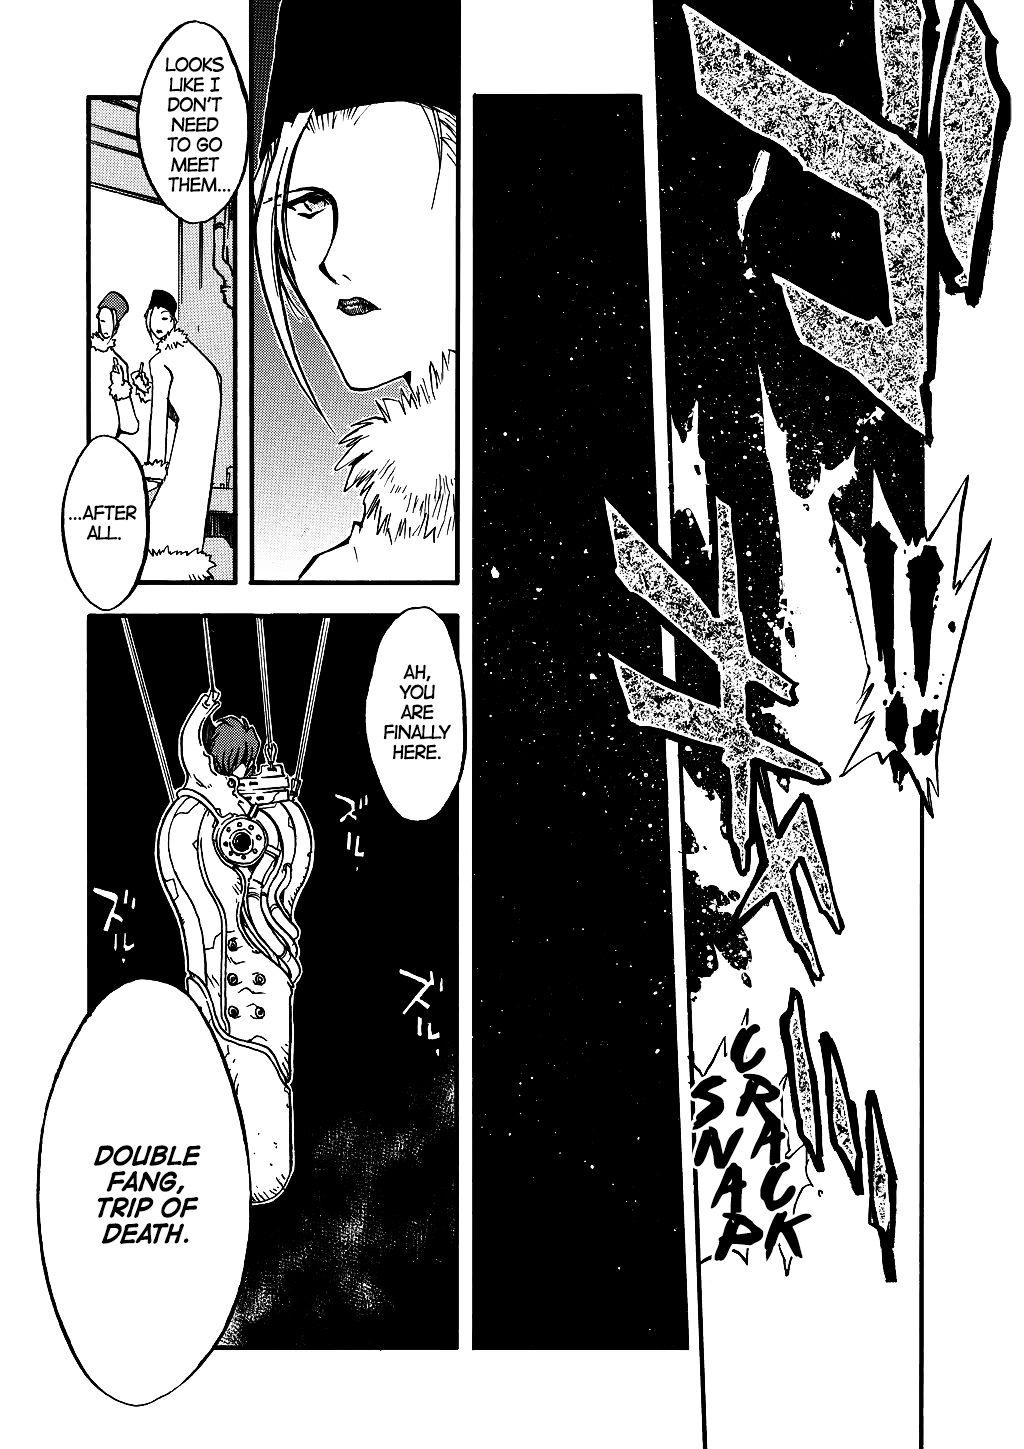 !!
CRACK
SNAP
LOOKS
LIKE I
DON'T
NEED
TO GO
MEET
THEM...
...AFTER
ALL.
AH,
YOU
ARE
FINALLY
HERE.
ズル
ズル
ズル
DOUBLE
FANG,
TRIP OF
DEATH.